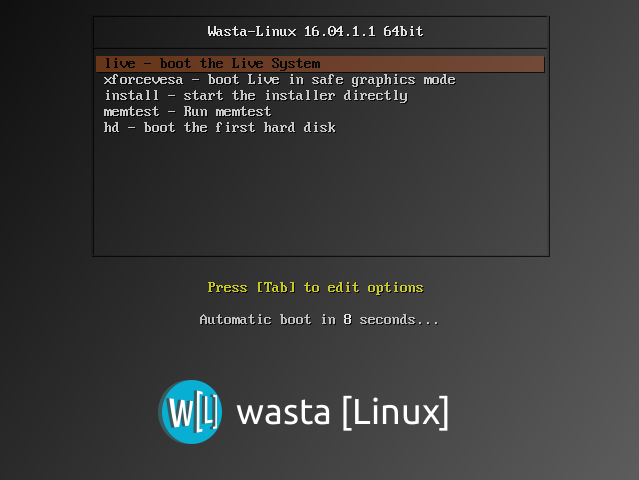 Wasta-Linux 16.04.1.1 64bit
live - boot the Live System
xforcevesa - boot Live in safe graphics mode
install - start the installer directly
memtest - Run memtest
hd - boot the first hard disk
Press [Tab] to edit options
Automatic boot in 8 seconds...
W[L] wasta [Linux]